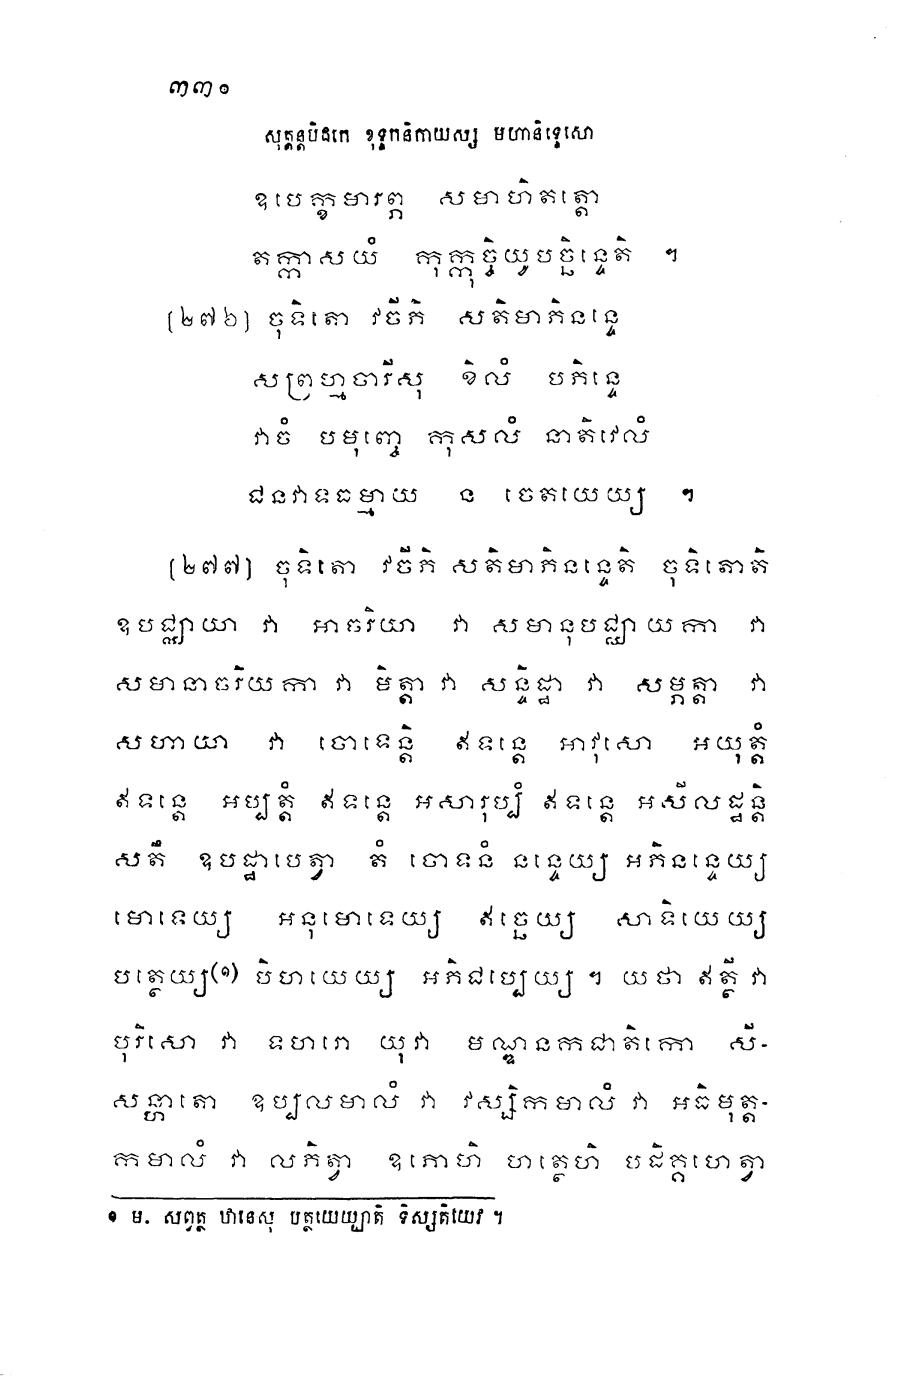 ៣៣០
សុត្តន្តបិដកេ ខុទ្ទកនិកាយស្ស មហានិទ្ទេសោ
ឧបេក្ខមារព្ភ សមាហិតត្តោ
តក្កាសយំ កុក្កុច្ចិយូបច្ឆិន្ទេតិ ។
[២៧៦] ចុទិតោ វចីភិ សតិមាភិនន្ទេ
សព្រហ្មចារីសុ ខិលំ បភិន្ទេ
វាចំ បមុញ្ចេ កុសលំ នាតិវេលំ
ជនវាទធម្មាយ ន ចេតយេយ្យ ។
[២៧៧] ចុទិតោ វចីភិ សតិមាភិនន្ទេតិ ចុទិតោតិ
ឧបជ្ឈាយា វា អាចរិយា វា សមានុបជ្ឈាយកា វា
សមានាចរិយកា វា មិត្តា វា សន្ទិដ្ឋា វា សម្ភត្តា វា
សហាយា វា ចោទេន្តិ ឥទន្តេ អាវុសោ អយុត្តំ
ឥទន្តេ អប្បត្តំ ឥទន្តេ អសារុប្បំ ឥទន្តេ អសីលដ្ឋន្តិ
សតឹ ឧបដ្ឋាបេត្វា តំ ចោទនំ នន្ទេយ្យ អភិនន្ទេយ្យ
មោទេយ្យ អនុមោទេយ្យ ឥច្ឆេយ្យ សាទិយេយ្យ
បត្ថេយ្យ(១) បិហយេយ្យ អភិជប្បេយ្យ ។ យថា ឥត្ថី វា
បុរិសោ វា ទហរោ យុវា មណ្ឌនកជាតិកោ សី-
សន្ហាតោ ឧប្បលមាលំ វា វស្សិកមាលំ វា អធិមុត្ត-
កមាលំ វា លភិត្វា ឧភោហិ ហត្ថេហិ បដិគ្គហេត្វា
១ ម. សព្វត្ថ ឋានេសុ បត្ថយេយ្យាតិ ទិស្សតិយេវ ។